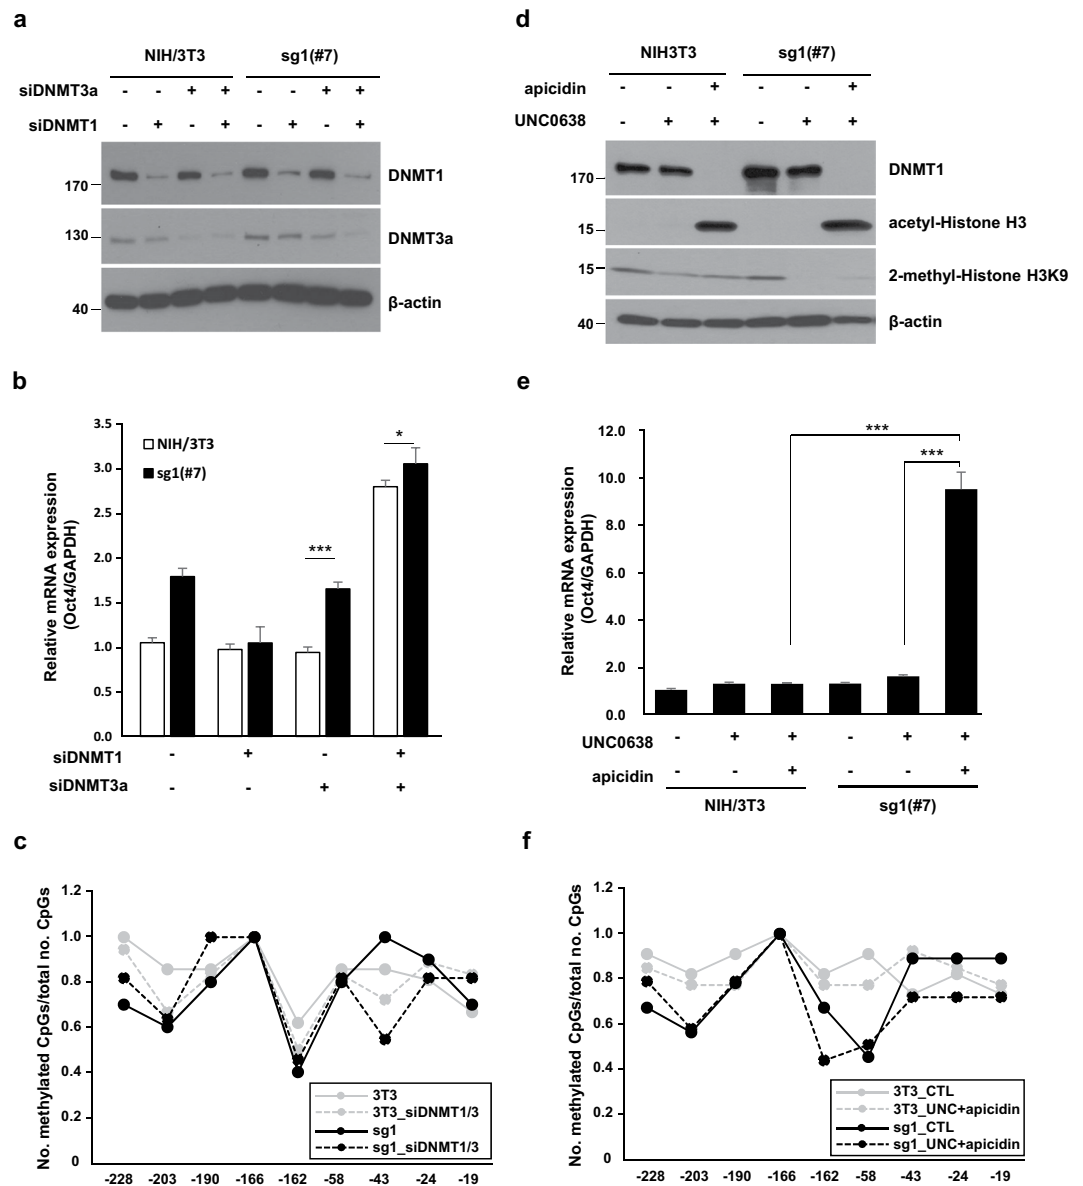 a
NIH/3T3 sg1(#7)
siDNMT3a - - + + - - + +
siDNMT1 - + - + - + - +
170 DNMT1
130 DNMT3a
40 β-actin
d
NIH3T3 sg1(#7)
apicidin - - + - - +
UNC0638 - + + - + +
170 DNMT1
15 acetyl-Histone H3
15 2-methyl-Histone H3K9
40 β-actin
b
Relative mRNA expression
(Oct4/GAPDH)
3.5
3.0
2.5
2.0
1.5
1.0
0.5
0.0
NIH/3T3
sg1(#7)
***
*
siDNMT1 - + - +
siDNMT3a - - + +
e
Relative mRNA expression
(Oct4/GAPDH)
12.0
10.0
8.0
6.0
4.0
2.0
0.0
***
***
UNC0638 - + + - + +
apicidin - - + - - +
NIH/3T3 sg1(#7)
c
No. methylated CpGs/total no. CpGs
1.2
1.0
0.8
0.6
0.4
0.2
0
3T3
3T3_siDNMT1/3
sg1
sg1_siDNMT1/3
-228 -203 -190 -166 -162 -58 -43 -24 -19
f
No. methylated CpGs/total no. CpGs
1.2
1.0
0.8
0.6
0.4
0.2
0
3T3_CTL
3T3_UNC+apicidin
sg1_CTL
sg1_UNC+apicidin
-228 -203 -190 -166 -162 -58 -43 -24 -19